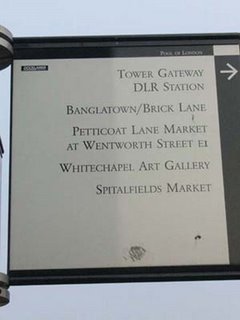 POOL OF LONDON
TOWER GATEWAY
DLR STATION
BANGLATOWN/BRICK LANE
PETTICOAT LANE MARKET
AT WENTWORTH STREET E1
WHITECHAPEL ART GALLERY
SPITALFIELDS MARKET